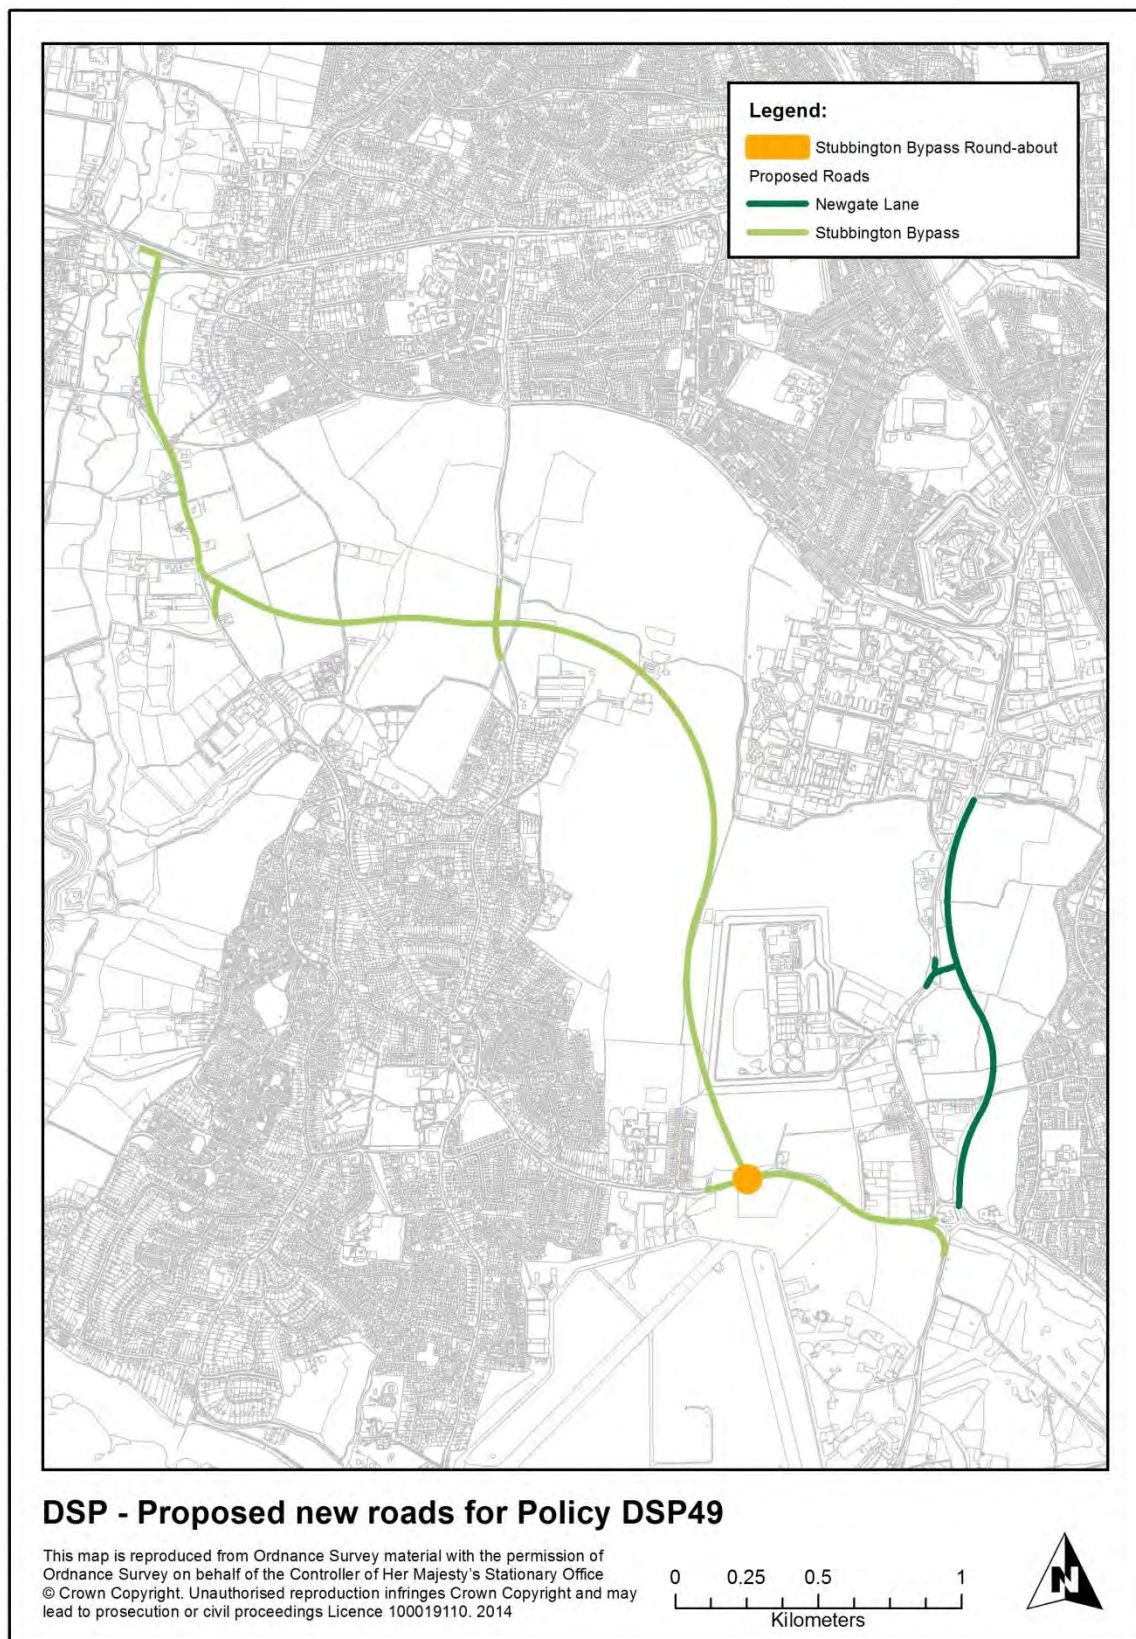 Legend:
Stubbington Bypass Round-about
Proposed Roads
Newgate Lane
Stubbington Bypass
DSP - Proposed new roads for Policy DSP49
This map is reproduced from Ordnance Survey material with the permission of
Ordnance Survey on behalf of the Controller of Her Majesty's Stationary Office
© Crown Copyright. Unauthorised reproduction infringes Crown Copyright and may
lead to prosecution or civil proceedings Licence 100019110. 2014
0 0.25 0.5 1
Kilometers
N